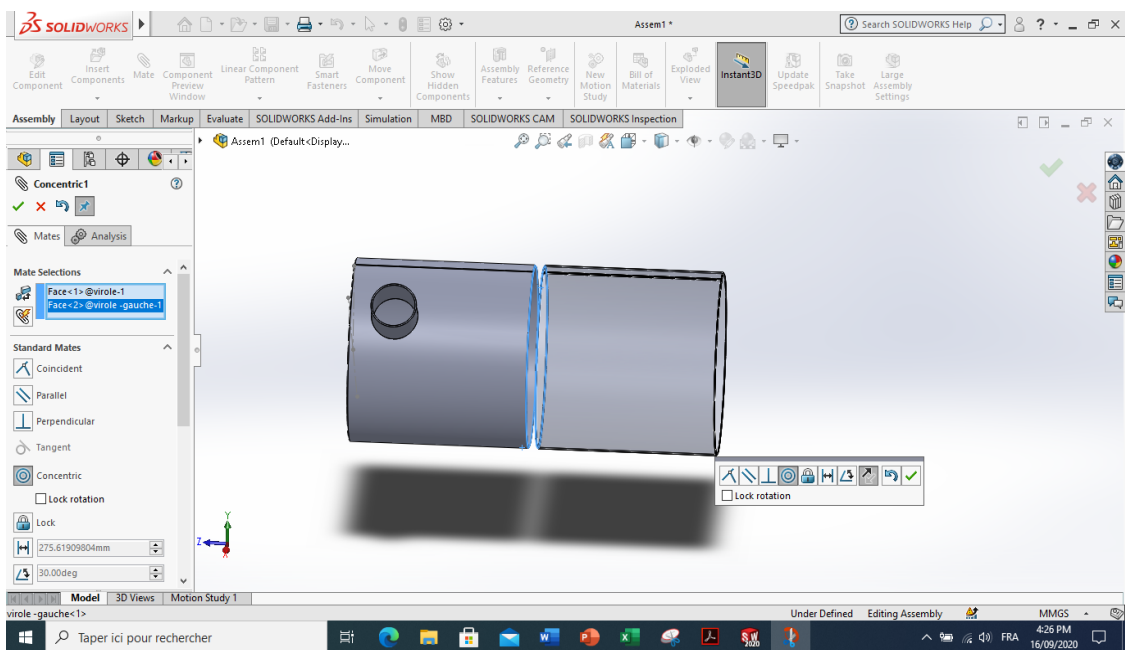 SOLIDWORKS
Assem1 *
Search SOLIDWORKS Help
?
Edit Component
Insert Components
Mate
Component Preview Window
Linear Component Pattern
Smart Fasteners
Move Component
Show Hidden Components
Assembly Features
Reference Geometry
New Motion Study
Bill of Materials
Exploded View
Instant3D
Update Speedpak
Take Snapshot
Large Assembly Settings
Assembly Layout Sketch Markup Evaluate SOLIDWORKS Add-Ins Simulation MBD SOLIDWORKS CAM SOLIDWORKS Inspection
Assem1 (Default<Display...
Concentric1
Mates Analysis
Mate Selections
Face<1>@virole-1
Face<2>@virole -gauche-1
Standard Mates
Coincident
Parallel
Perpendicular
Tangent
Concentric
Lock rotation
Lock
275.61909804mm
30.00deg
Lock rotation
Y
Z
X
Model 3D Views Motion Study 1
virole -gauche<1>
Under Defined Editing Assembly MMGS
Taper ici pour rechercher
SW 2020
FRA
4:26 PM
16/09/2020